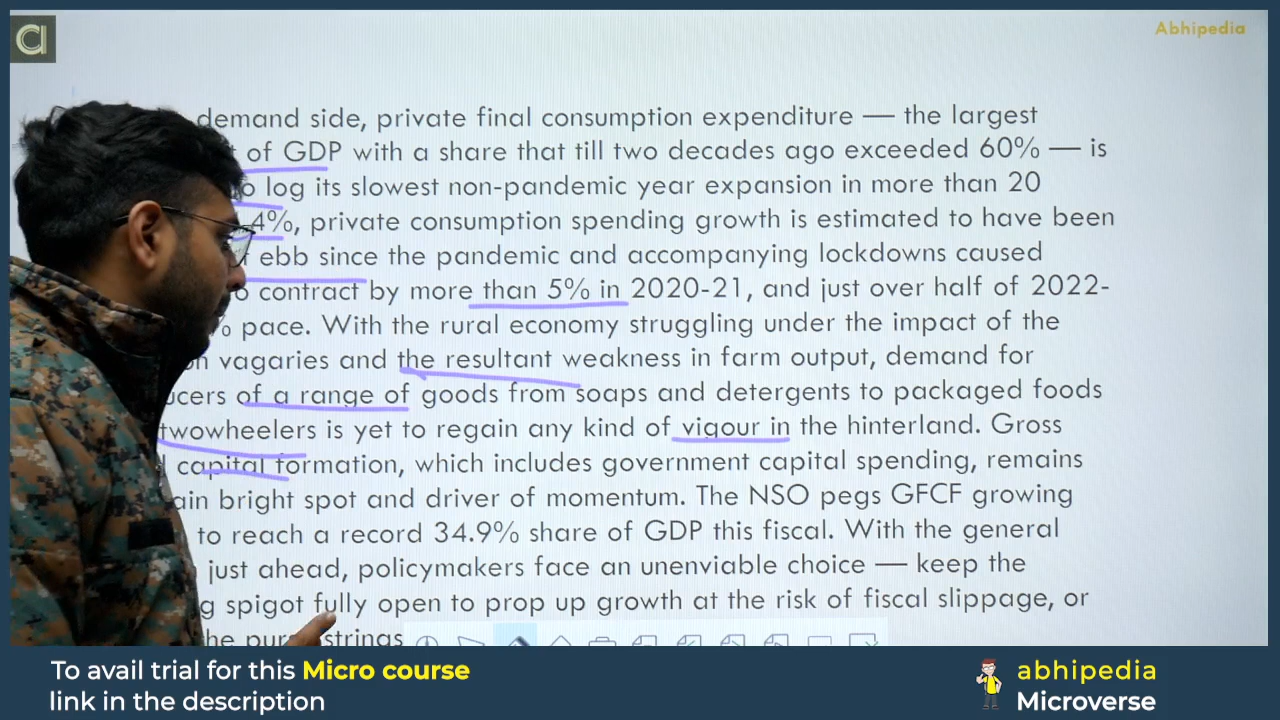 Abhipedia
demand side, private final consumption expenditure — the largest
of GDP with a share that till two decades ago exceeded 60% — is
log its slowest non-pandemic year expansion in more than 20
4%, private consumption spending growth is estimated to have been
ebb since the pandemic and accompanying lockdowns caused
contract by more than 5% in 2020-21, and just over half of 2022-
pace. With the rural economy struggling under the impact of the
vagaries and the resultant weakness in farm output, demand for
of a range of goods from soaps and detergents to packaged foods
twowheelers is yet to regain any kind of vigour in the hinterland. Gross
capital formation, which includes government capital spending, remains
bright spot and driver of momentum. The NSO pegs GFCF growing
to reach a record 34.9% share of GDP this fiscal. With the general
just ahead, policymakers face an unenviable choice — keep the
spigot fully open to prop up growth at the risk of fiscal slippage, or
strings
To avail trial for this Micro course
link in the description
abhipedia
Microverse